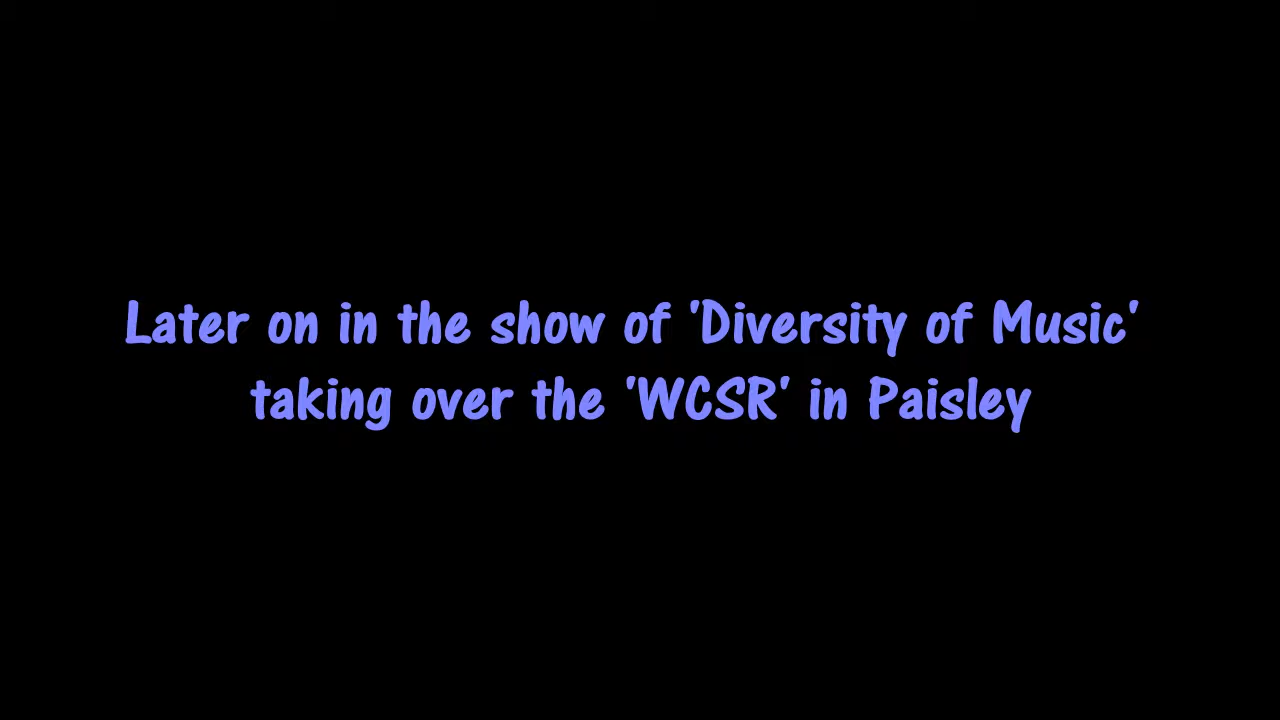 Later on in the show of 'Diversity of Music'
taking over the 'WCSR' in Paisley